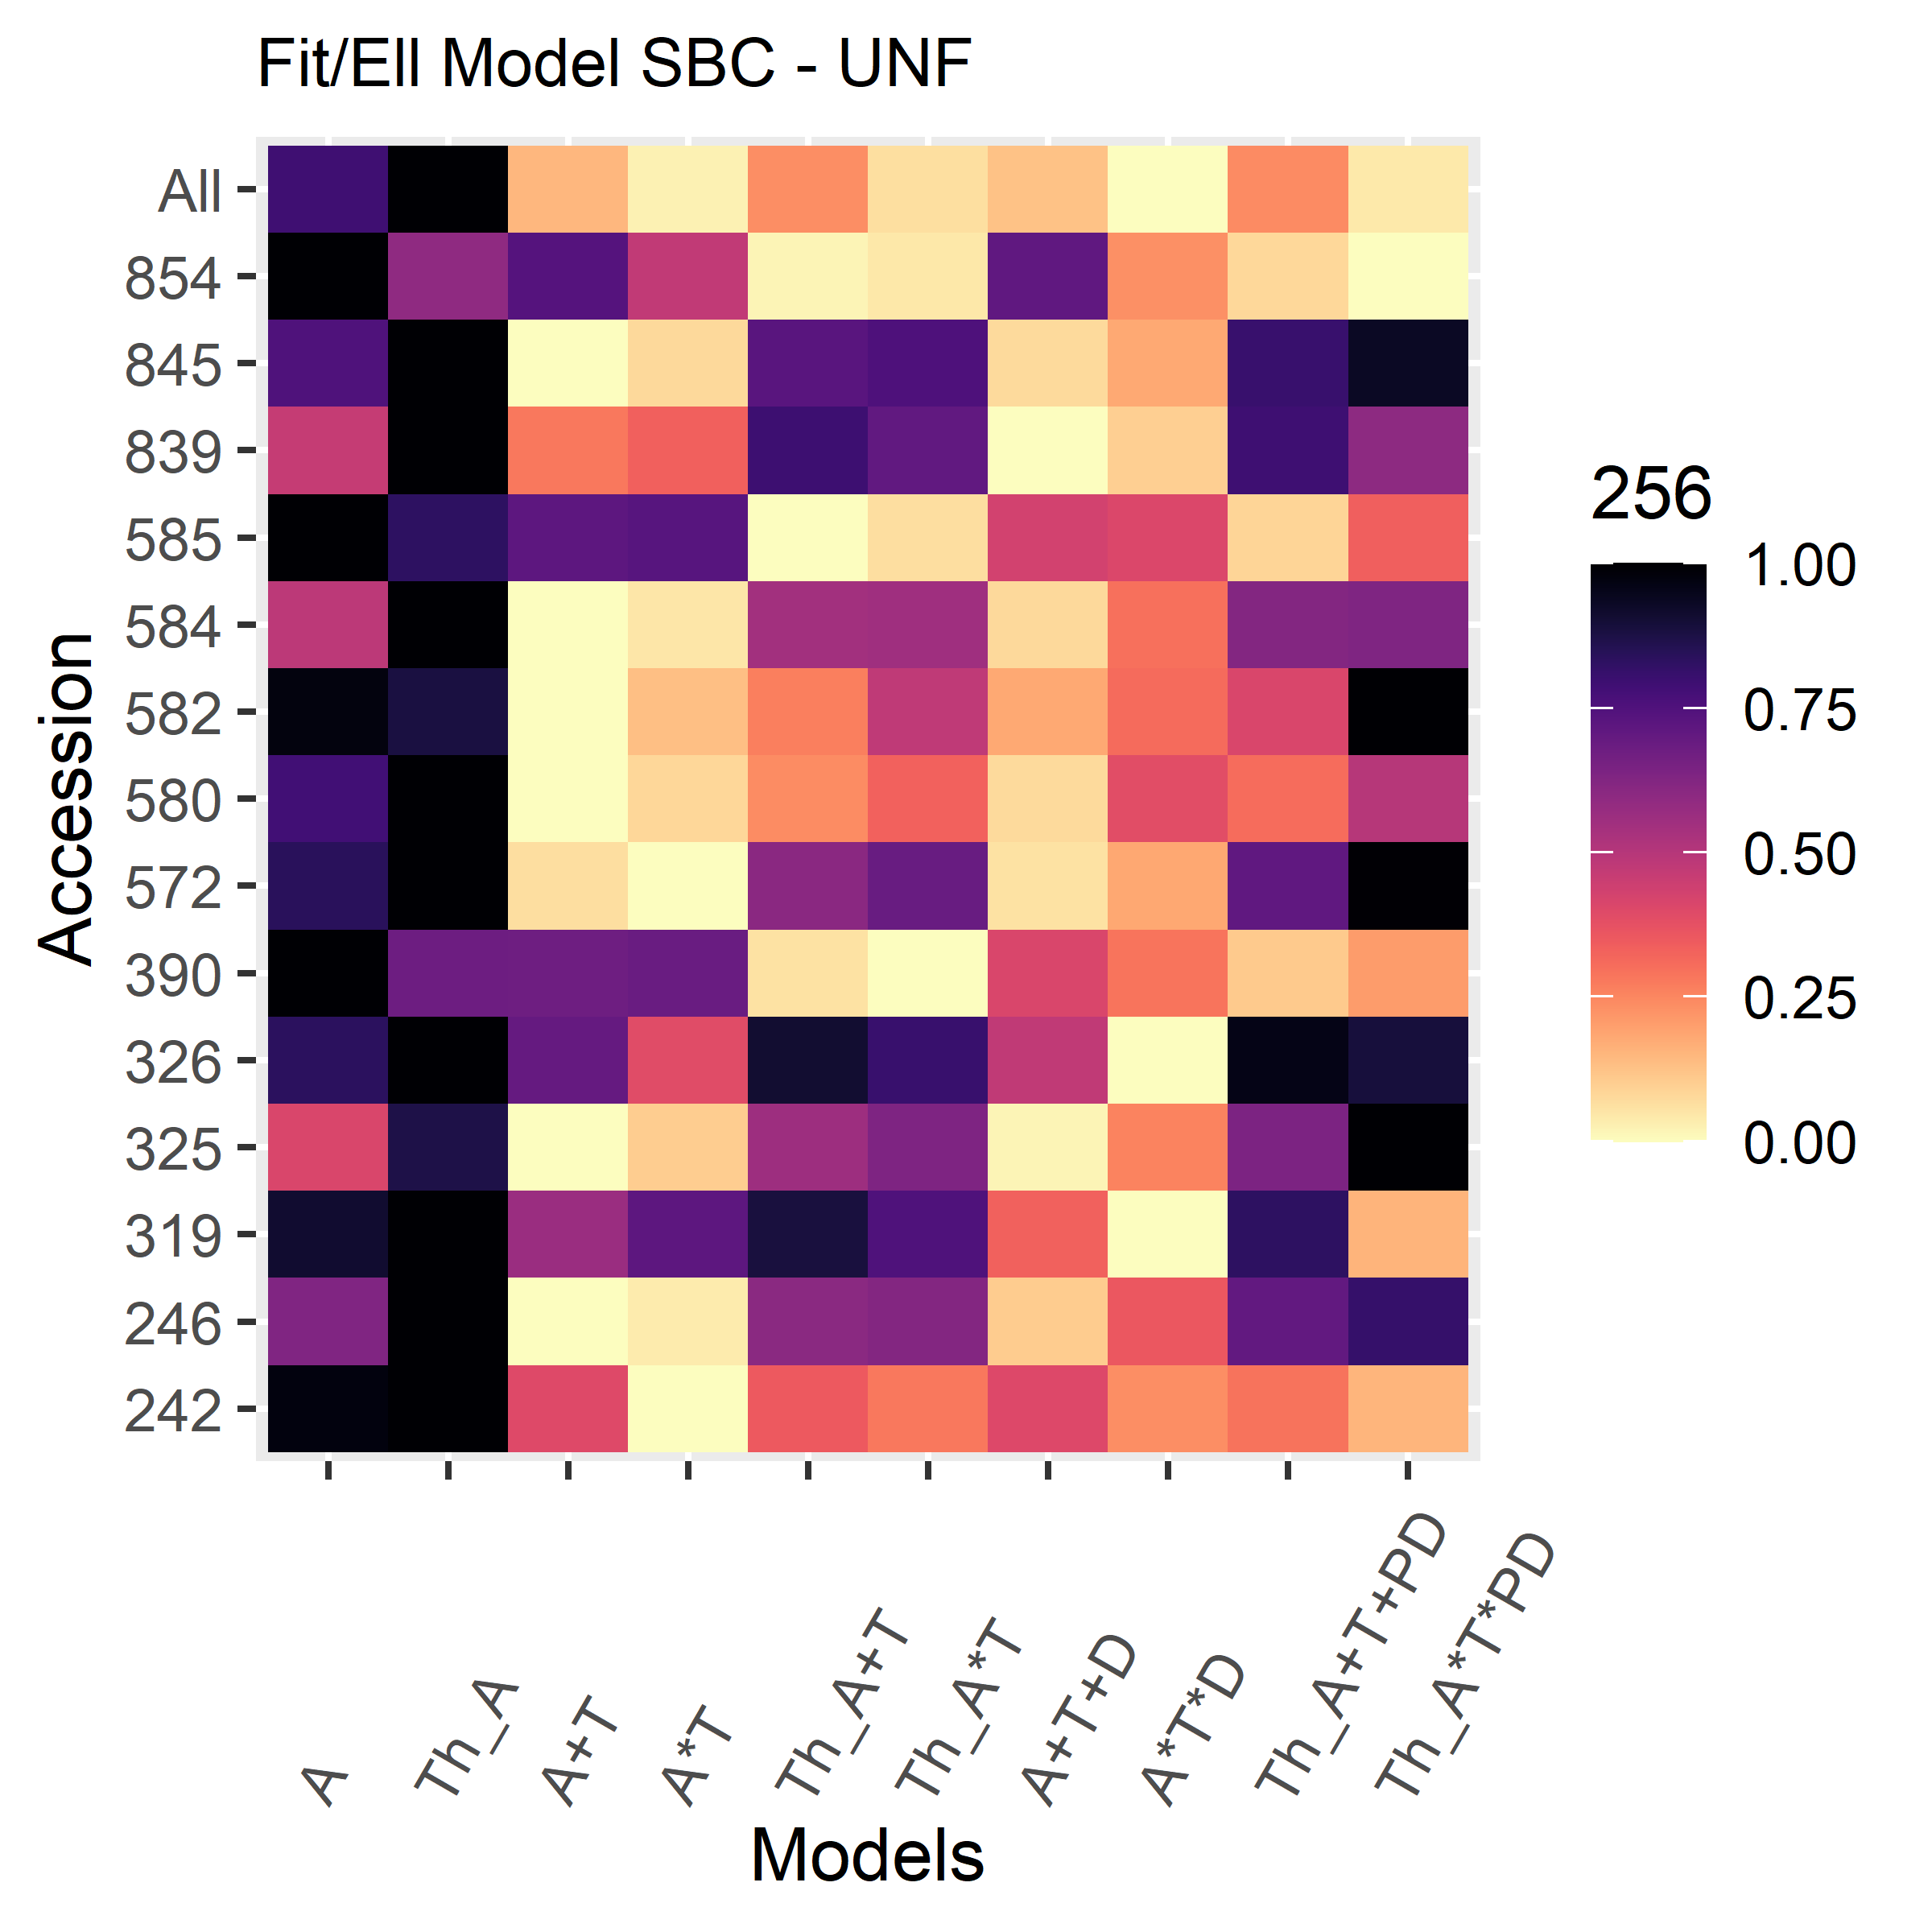 Fit/Ell Model SBC - UNF
Accession
All
854
845
839
585
584
582
580
572
390
326
325
319
246
242
A
Th_A
A+T
A*T
Th_A+T
Th_A*T
A+T+D
A*T*D
Th_A+T+PD
Th_A*T*PD
Models
256
1.00
0.75
0.50
0.25
0.00